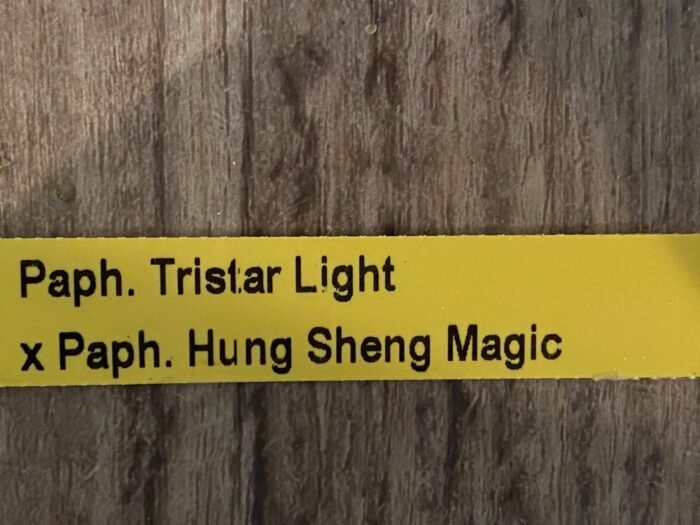 Paph. Tristar Light
x Paph. Hung Sheng Magic